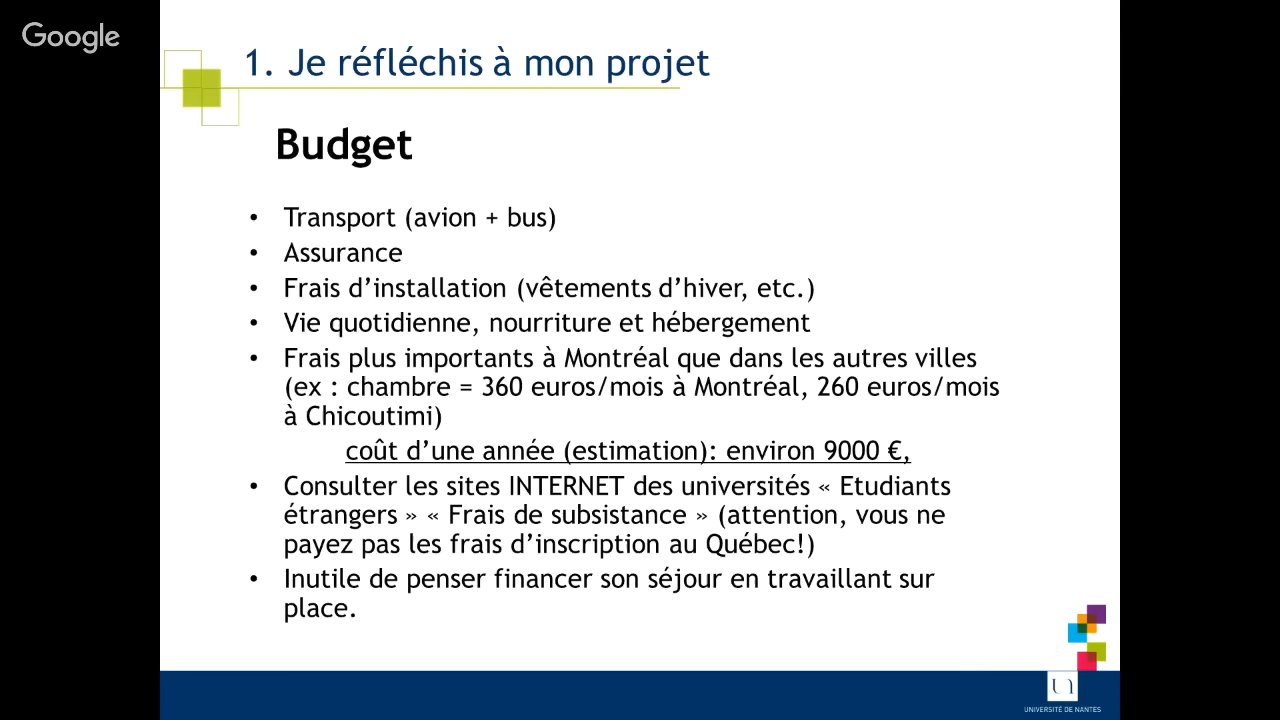 Google
1. Je réfléchis à mon projet
Budget
• Transport (avion + bus)
• Assurance
• Frais d’installation (vêtements d’hiver, etc.)
• Vie quotidienne, nourriture et hébergement
• Frais plus importants à Montréal que dans les autres villes
(ex : chambre = 360 euros/mois à Montréal, 260 euros/mois
à Chicoutimi)
coût d’une année (estimation): environ 9000 €,
• Consulter les sites INTERNET des universités « Etudiants
étrangers » « Frais de subsistance » (attention, vous ne
payez pas les frais d’inscription au Québec!)
• Inutile de penser financer son séjour en travaillant sur
place.
UNIVERSITÉ DE NANTES